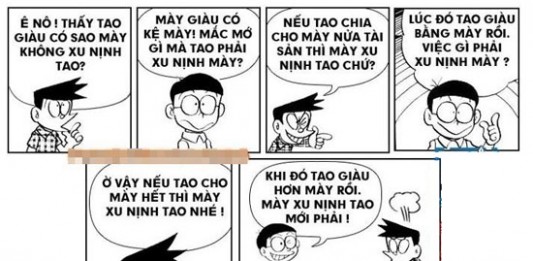 Ê NÔ ! THẤY TAO
GIÀU CÓ SAO MÀY
KHÔNG XU NỊNH
TAO?
MÀY GIÀU CÓ
KỆ MÀY! MẮC MỚ
GÌ MÀ TAO PHẢI
XU NỊNH MÀY?
NẾU TAO CHIA
CHO MÀY NỬA TÀI
SẢN THÌ MÀY XU
NỊNH TAO CHỨ?
LÚC ĐÓ TAO GIÀU
BẰNG MÀY RỒI.
VIỆC GÌ PHẢI
XU NỊNH MÀY ?
Ờ VẬY NẾU TAO CHO
MÀY HẾT THÌ MÀY
XU NỊNH TAO NHÉ !
KHI ĐÓ TAO GIÀU
HƠN MÀY RỒI.
MÀY XU NỊNH TAO
MỚI PHẢI !